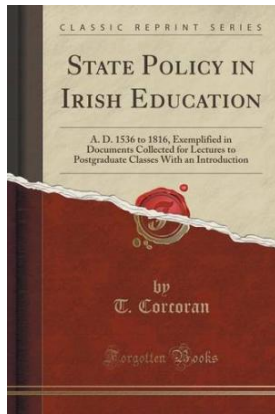 CLASSIC REPRINT SERIES
STATE POLICY IN
IRISH EDUCATION
A. D. 1536 to 1816, Exemplified in
Documents Collected for Lectures to
Postgraduate Classes With an Introduction
by
T. Corcoran
Forgotten Books